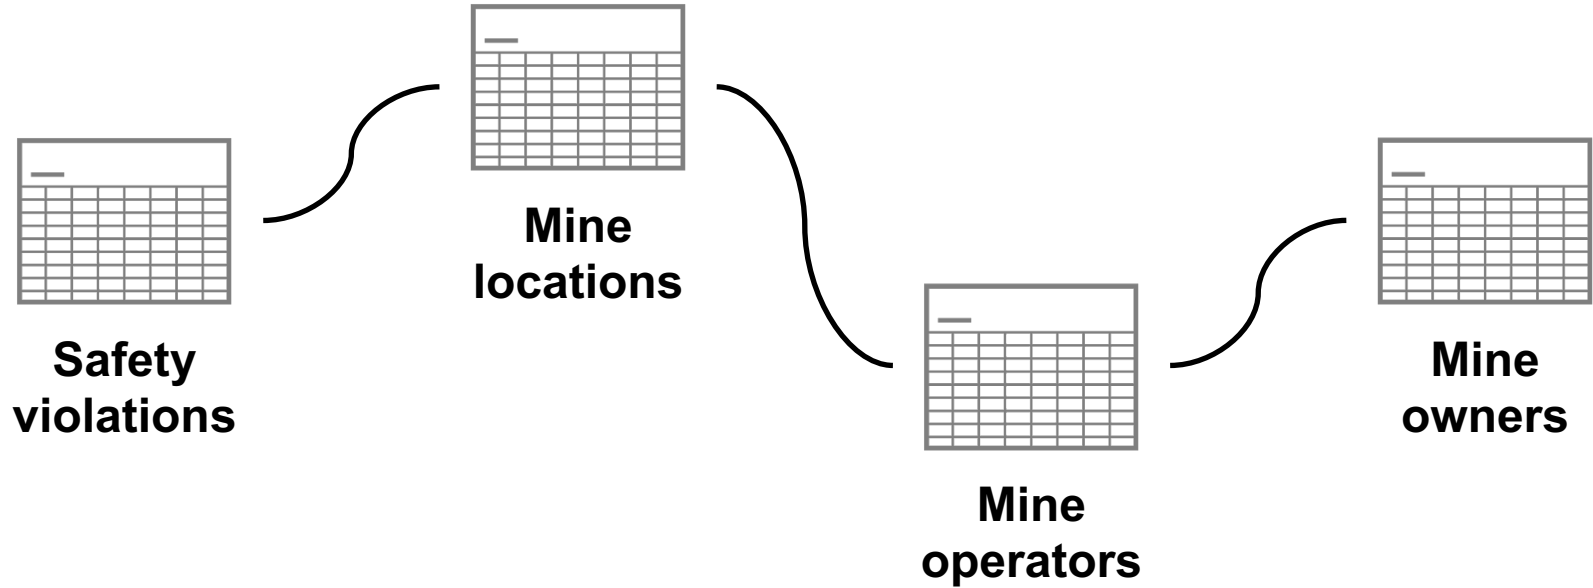 Safety
violations
Mine
locations
Mine
operators
Mine
owners